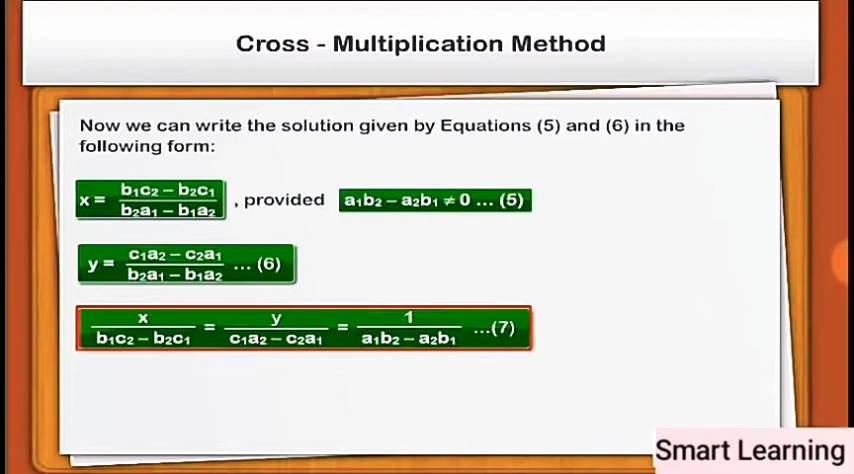 Cross - Multiplication Method
Now we can write the solution given by Equations (5) and (6) in the
following form:
x = b₁c₂ – b₂c₁ / b₂a₁ – b₁a₂ , provided a₁b₂ – a₂b₁ ≠ 0 ... (5)
y = c₁a₂ – c₂a₁ / b₂a₁ – b₁a₂ ... (6)
x / b₁c₂ – b₂c₁ = y / c₁a₂ – c₂a₁ = 1 / a₁b₂ – a₂b₁ ...(7)
Smart Learning